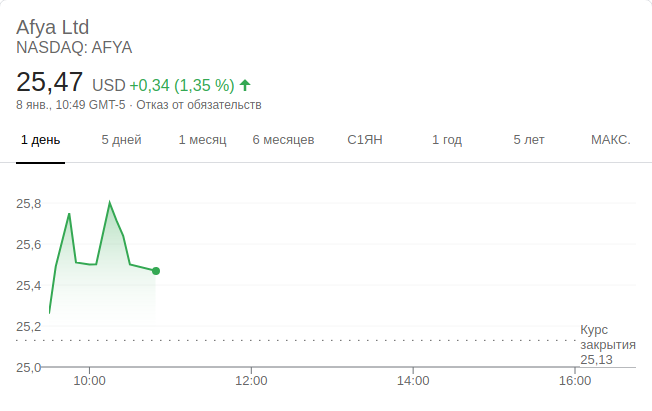 Afya Ltd
NASDAQ: AFYA
25,47 USD +0,34 (1,35 %)
8 янв., 10:49 GMT-5 · Отказ от обязательств
1 день 5 дней 1 месяц 6 месяцев С1ЯН 1 год 5 лет МАКС.
25,8
25,6
25,4
25,2
Курс
закрытия
25,13
25,0
10:00 12:00 14:00 16:00